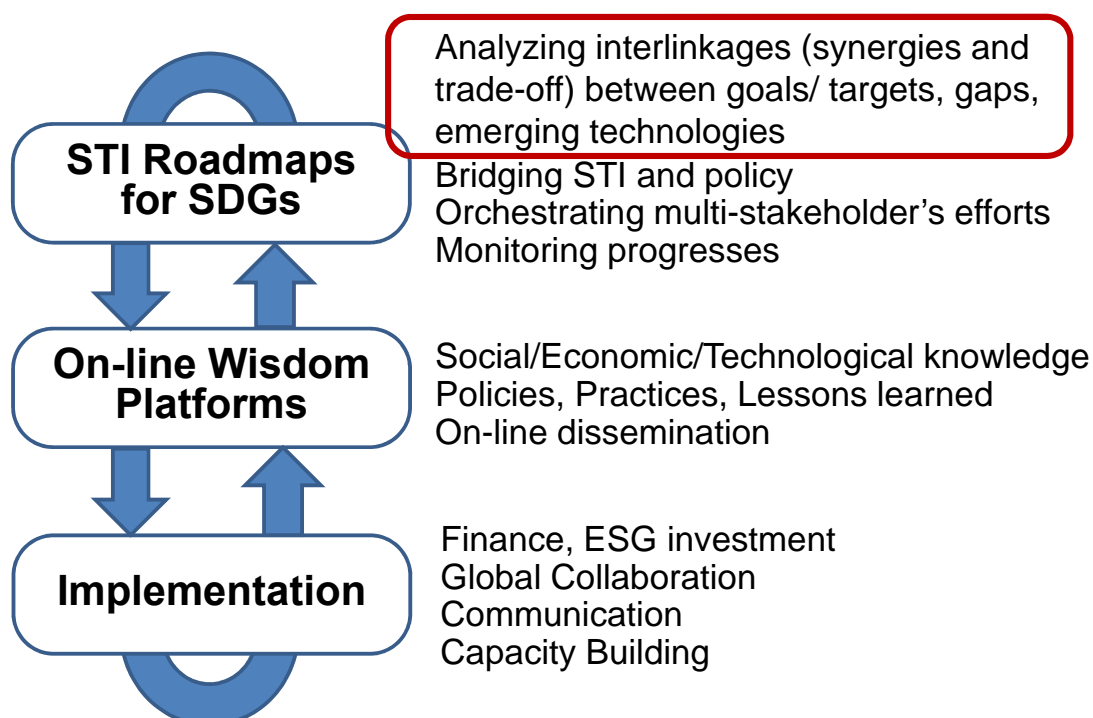 Analyzing interlinkages (synergies and
trade-off) between goals/ targets, gaps,
emerging technologies
STI Roadmaps
for SDGs
Bridging STI and policy
Orchestrating multi-stakeholder’s efforts
Monitoring progresses
On-line Wisdom
Platforms
Social/Economic/Technological knowledge
Policies, Practices, Lessons learned
On-line dissemination
Implementation
Finance, ESG investment
Global Collaboration
Communication
Capacity Building